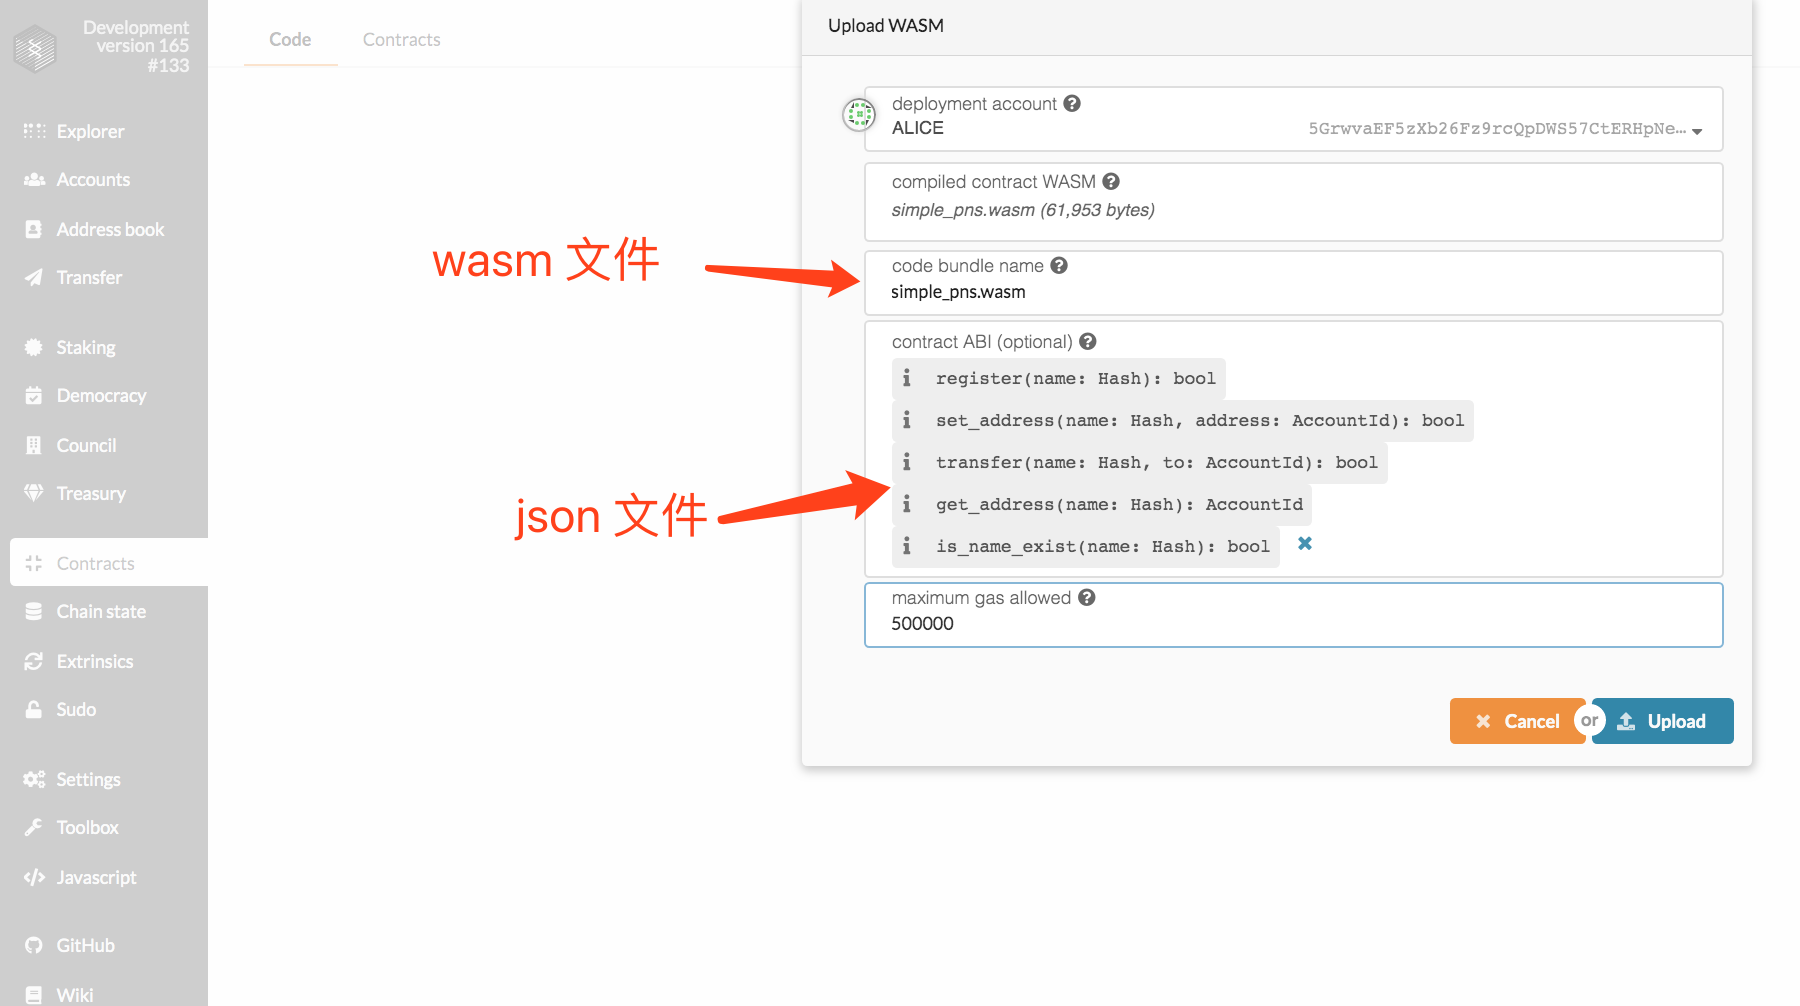 Development
version 165
#133
Explorer
Accounts
Address book
Transfer
Staking
Democracy
Council
Treasury
Contracts
Chain state
Extrinsics
Sudo
Settings
Toolbox
Javascript
GitHub
Wiki
Code
Contracts
wasm 文件
json 文件
Upload WASM
deployment account
ALICE
5GrwvaEF5zXb26Fz9rcQpDWS57CtERHpNe…
compiled contract WASM
simple_pns.wasm (61,953 bytes)
code bundle name
simple_pns.wasm
contract ABI (optional)
register(name: Hash): bool
set_address(name: Hash, address: AccountId): bool
transfer(name: Hash, to: AccountId): bool
get_address(name: Hash): AccountId
is_name_exist(name: Hash): bool
maximum gas allowed
500000
Cancel
or
Upload